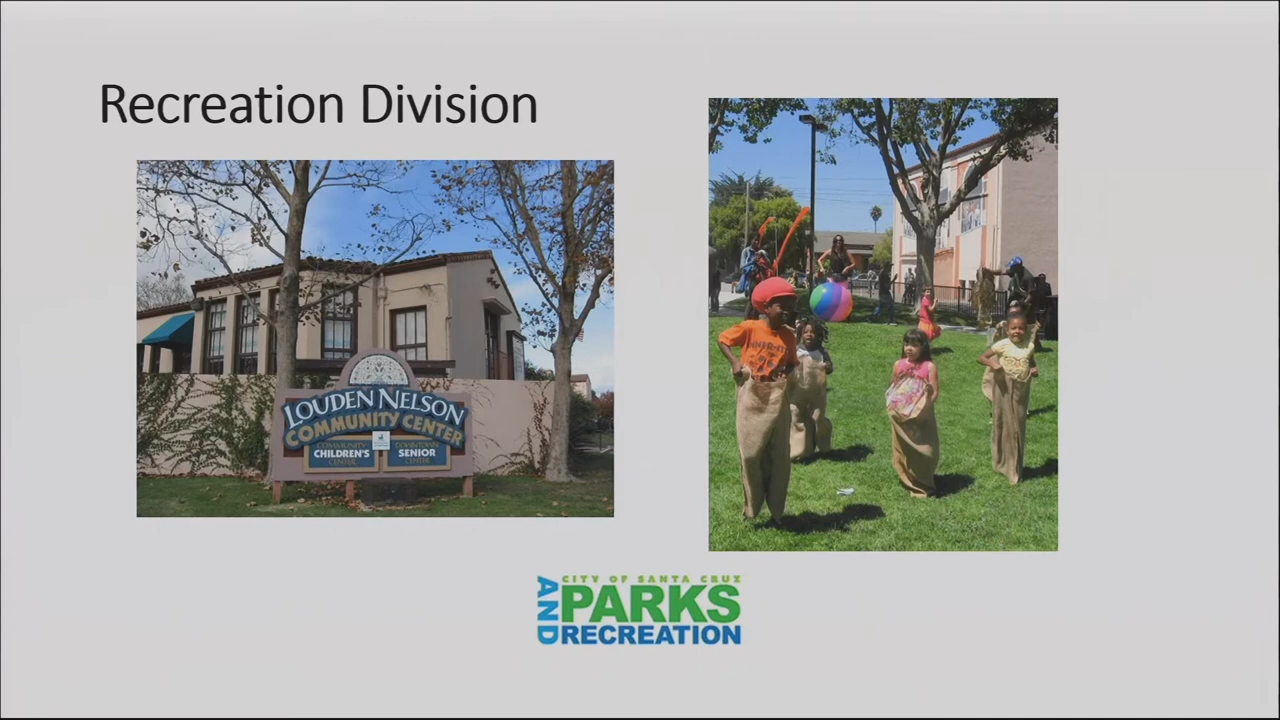 Recreation Division
LOUDEN NELSON
COMMUNITY CENTER
COMMUNITY
CHILDREN'S
CENTER
DOWNTOWN
SENIOR
CENTER
CITY OF SANTA CRUZ
AND PARKS
RECREATION